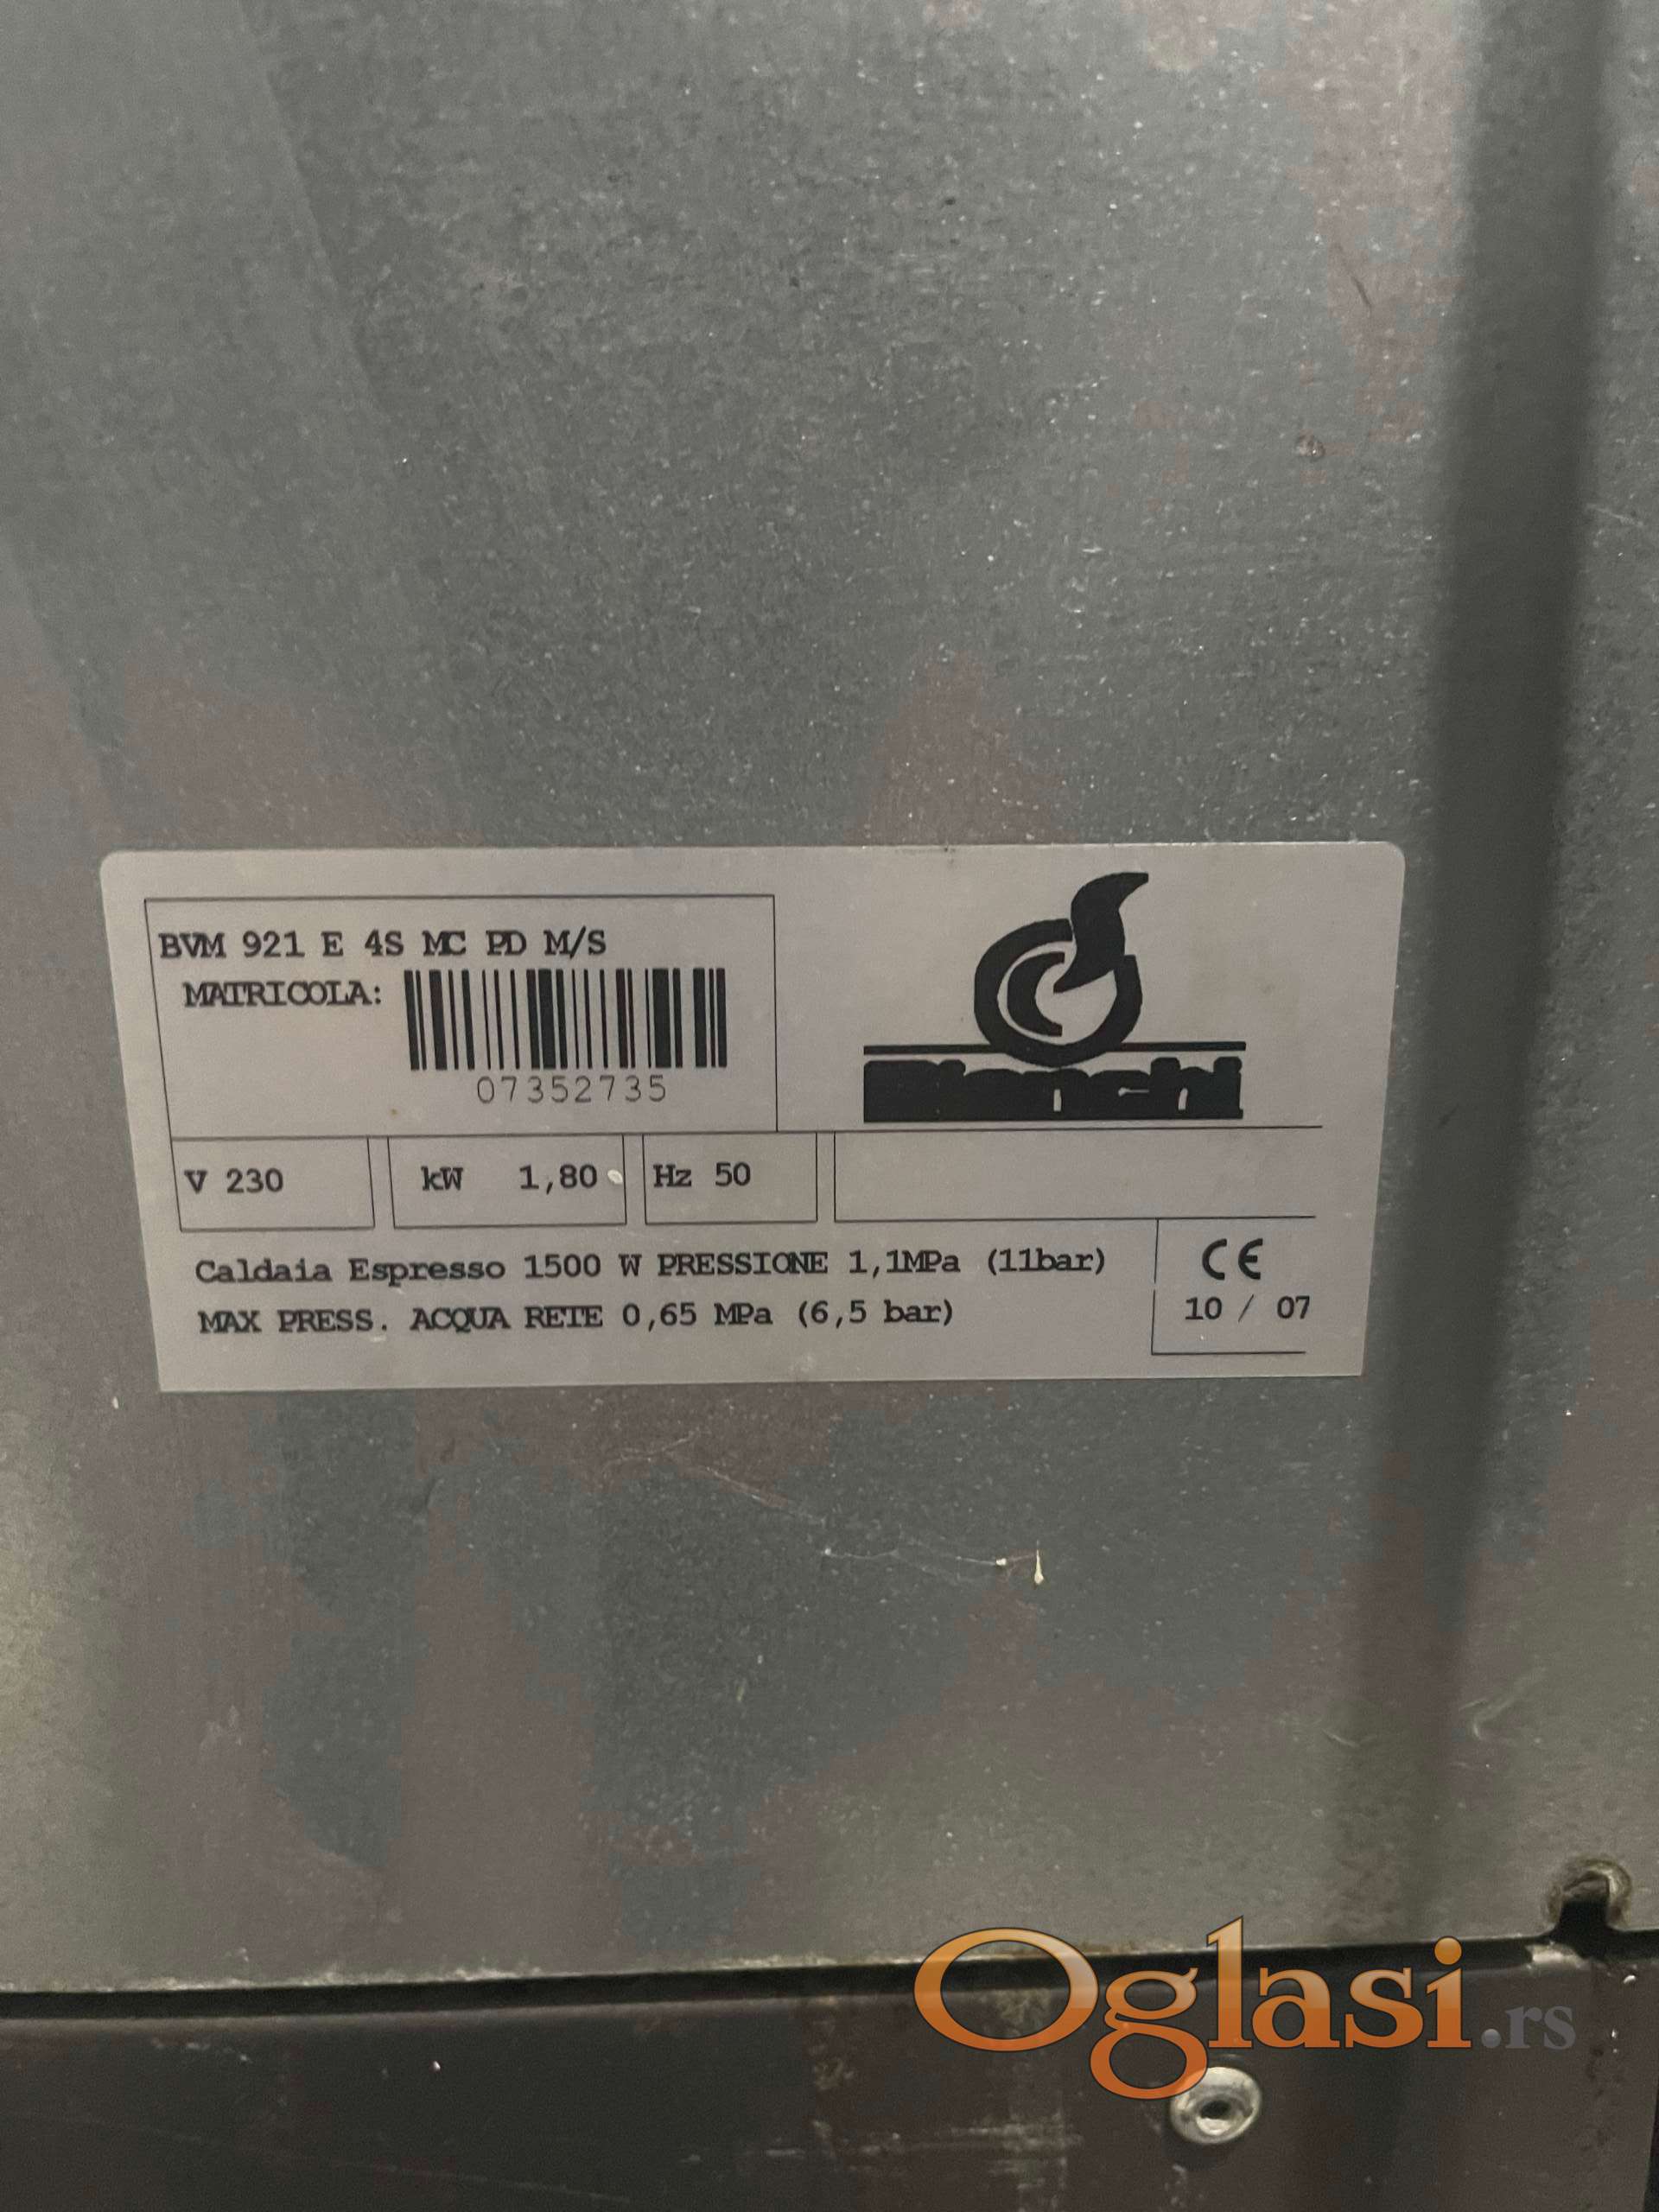 BVM 921 E 4S MC PD M/S
MATRICOLA:
07352735
Bianchi
V 230
kW 1,80
Hz 50
Caldaia Espresso 1500 W PRESSIONE 1,1MPa (11bar)
MAX PRESS. ACQUA RETE 0,65 MPa (6,5 bar)
CE
10 / 07
Oglasi.rs